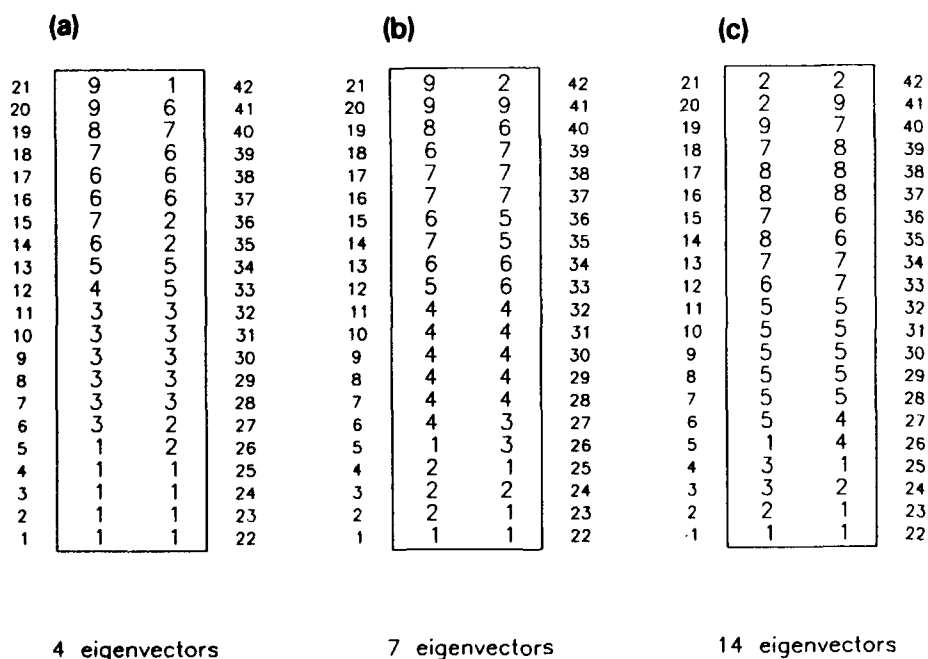 (a) (b) (c)
21 9 1 42 21 9 2 42 21 2 2 42
20 9 6 41 20 9 9 41 20 2 9 41
19 8 7 40 19 8 6 40 19 9 7 40
18 7 6 39 18 6 7 39 18 7 8 39
17 6 6 38 17 7 7 38 17 8 8 38
16 6 6 37 16 7 7 37 16 8 8 37
15 7 2 36 15 6 5 36 15 7 6 36
14 6 2 35 14 7 5 35 14 8 6 35
13 5 5 34 13 6 6 34 13 7 7 34
12 4 5 33 12 5 6 33 12 6 7 33
11 3 3 32 11 4 4 32 11 5 5 32
10 3 3 31 10 4 4 31 10 5 5 31
9 3 3 30 9 4 4 30 9 5 5 30
8 3 3 29 8 4 4 29 8 5 5 29
7 3 3 28 7 4 4 28 7 5 5 28
6 3 2 27 6 4 3 27 6 5 4 27
5 1 2 26 5 1 3 26 5 1 4 26
4 1 1 25 4 2 1 25 4 3 1 25
3 1 1 24 3 2 2 24 3 3 2 24
2 1 1 23 2 2 1 23 2 2 1 23
1 1 1 22 1 1 1 22 1 1 1 22
4 eigenvectors 7 eigenvectors 14 eigenvectors